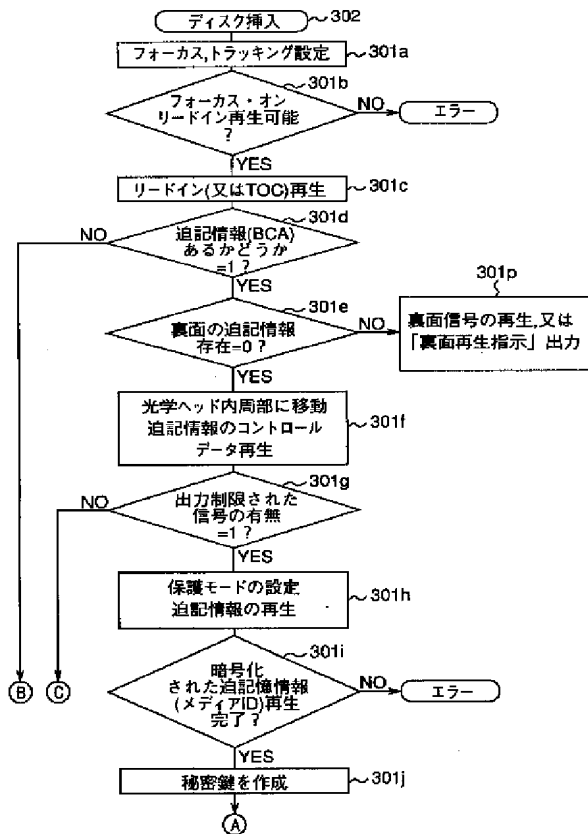 ディスク挿入
302
フォーカス,トラッキング設定
301a
301b
フォーカス・オン
リードイン再生可能
?
NO
エラー
YES
リードイン(又はTOC)再生
301c
301d
NO
追記情報(BCA)
あるかどうか
=1?
YES
301e
裏面の追記情報
存在=0?
NO
301p
裏面信号の再生,又は
「裏面再生指示」出力
YES
光学ヘッド内周部に移動
追記情報のコントロール
データ再生
301f
301g
NO
出力制限された
信号の有無
=1?
YES
保護モードの設定
追記情報の再生
301h
301i
暗号化
された追記憶情報
(メディアID)再生
完了?
NO
エラー
B
C
YES
秘密鍵を作成
301j
A